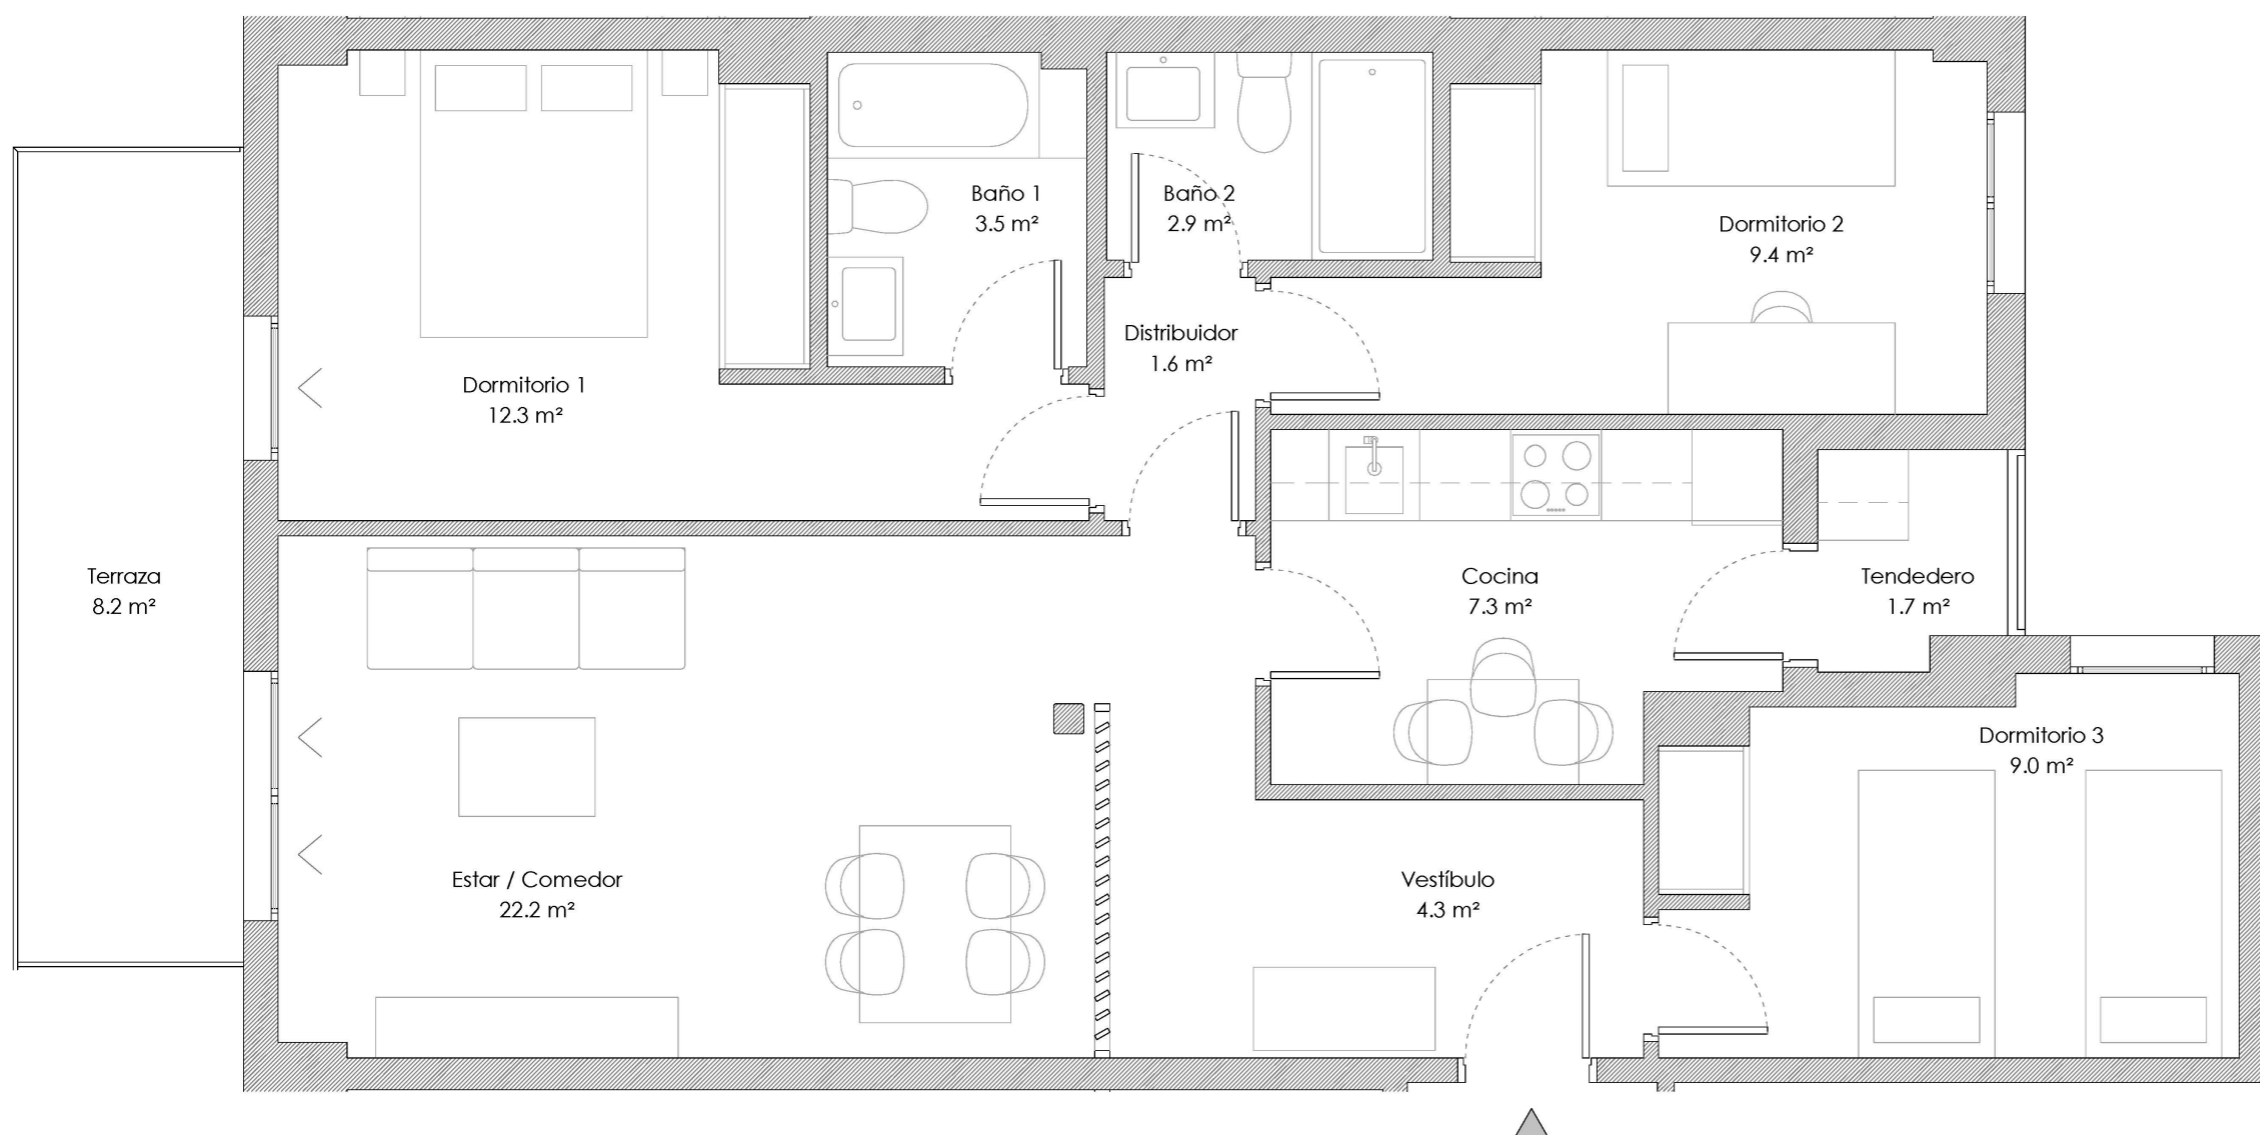 Baño 1
3.5 m²
Baño 2
2.9 m²
Dormitorio 2
9.4 m²
Distribuidor
1.6 m²
Dormitorio 1
12.3 m²
Terraza
8.2 m²
Cocina
7.3 m²
Tendedero
1.7 m²
Dormitorio 3
9.0 m²
Estar / Comedor
22.2 m²
Vestíbulo
4.3 m²